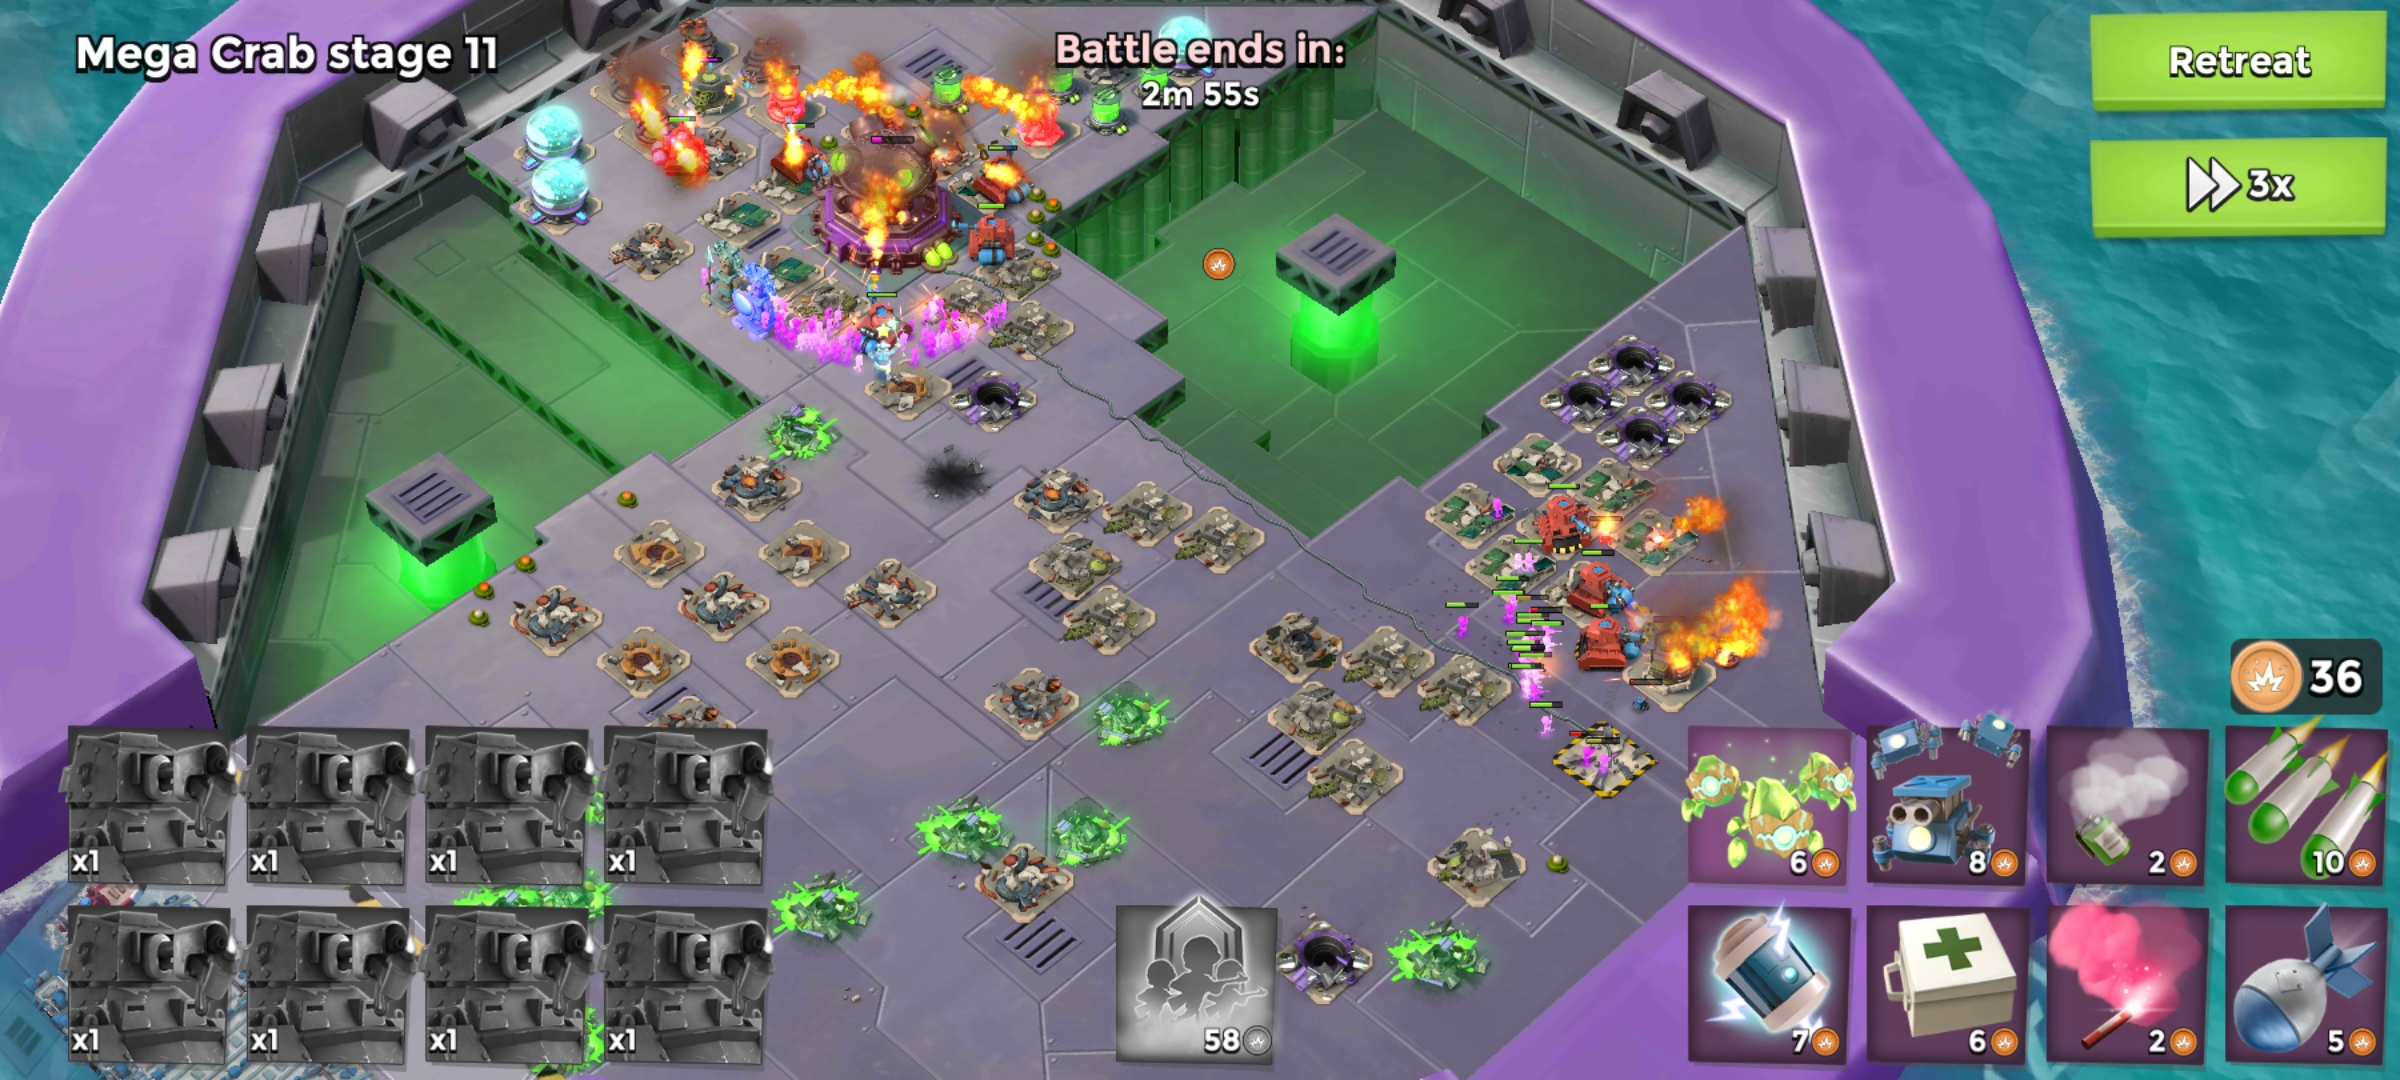 Mega Crab stage 11
Battle ends in:
2m 55s
Retreat
3x
36
x1
x1
x1
x1
6
8
2
10
x1
x1
x1
x1
58
7
6
2
5